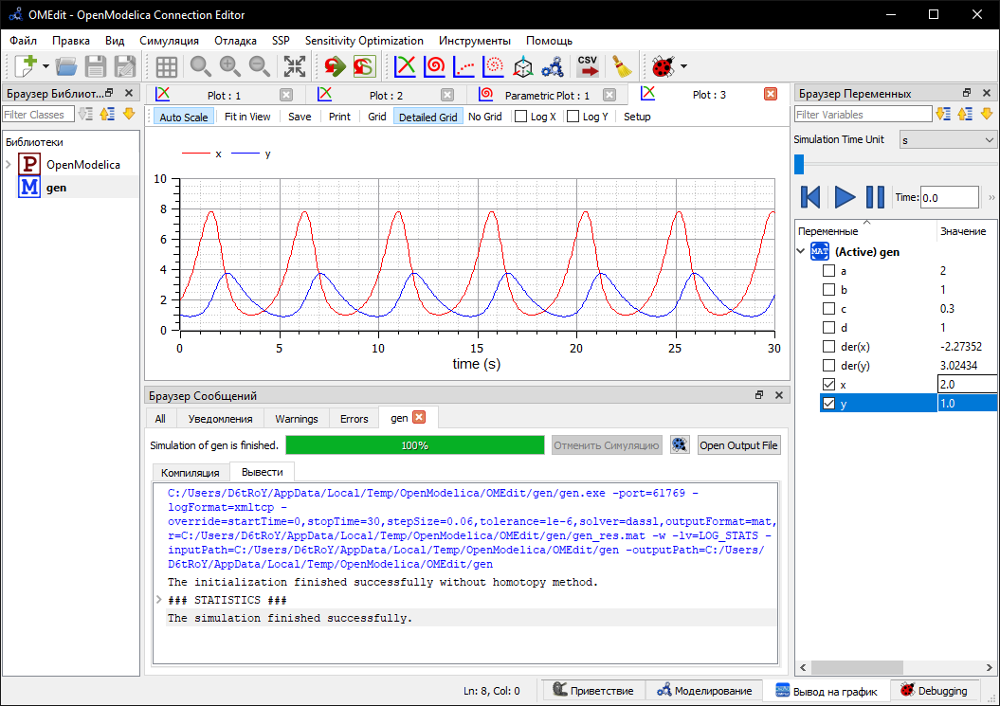 OMEdit - OpenModelica Connection Editor
Файл Правка Вид Симуляция Отладка SSP Sensitivity Optimization Инструменты Помощь
CSV
Браузер Библиот...
Filter Classes
Библиотеки
P OpenModelica
M gen
Plot : 1 Plot : 2 Parametric Plot : 1 Plot : 3
Auto Scale Fit in View Save Print Grid Detailed Grid No Grid Log X Log Y Setup
x y
10
8
6
4
2
0
0 5 10 15 20 25 30
time (s)
Браузер Сообщений
All Уведомления Warnings Errors gen
Simulation of gen is finished. 100% Отменить Симуляцию Open Output File
Компиляция Вывести
C:/Users/D6tRoY/AppData/Local/Temp/OpenModelica/OMEdit/gen/gen.exe -port=61769 -
logFormat=xmltcp -
override=startTime=0,stopTime=30,stepSize=0.06,tolerance=1e-6,solver=dassl,outputFormat=mat,
r=C:/Users/D6tRoY/AppData/Local/Temp/OpenModelica/OMEdit/gen/gen_res.mat -w -lv=LOG_STATS -
inputPath=C:/Users/D6tRoY/AppData/Local/Temp/OpenModelica/OMEdit/gen -outputPath=C:/Users/
D6tRoY/AppData/Local/Temp/OpenModelica/OMEdit/gen
The initialization finished successfully without homotopy method.
### STATISTICS ###
The simulation finished successfully.
Браузер Переменных
Filter Variables
Simulation Time Unit s
Time: 0.0
Переменные Значение
MAT (Active) gen
a 2
b 1
c 0.3
d 1
der(x) -2.27352
der(y) 3.02434
x 2.0
y 1.0
Ln: 8, Col: 0 Приветствие Моделирование Вывод на график Debugging